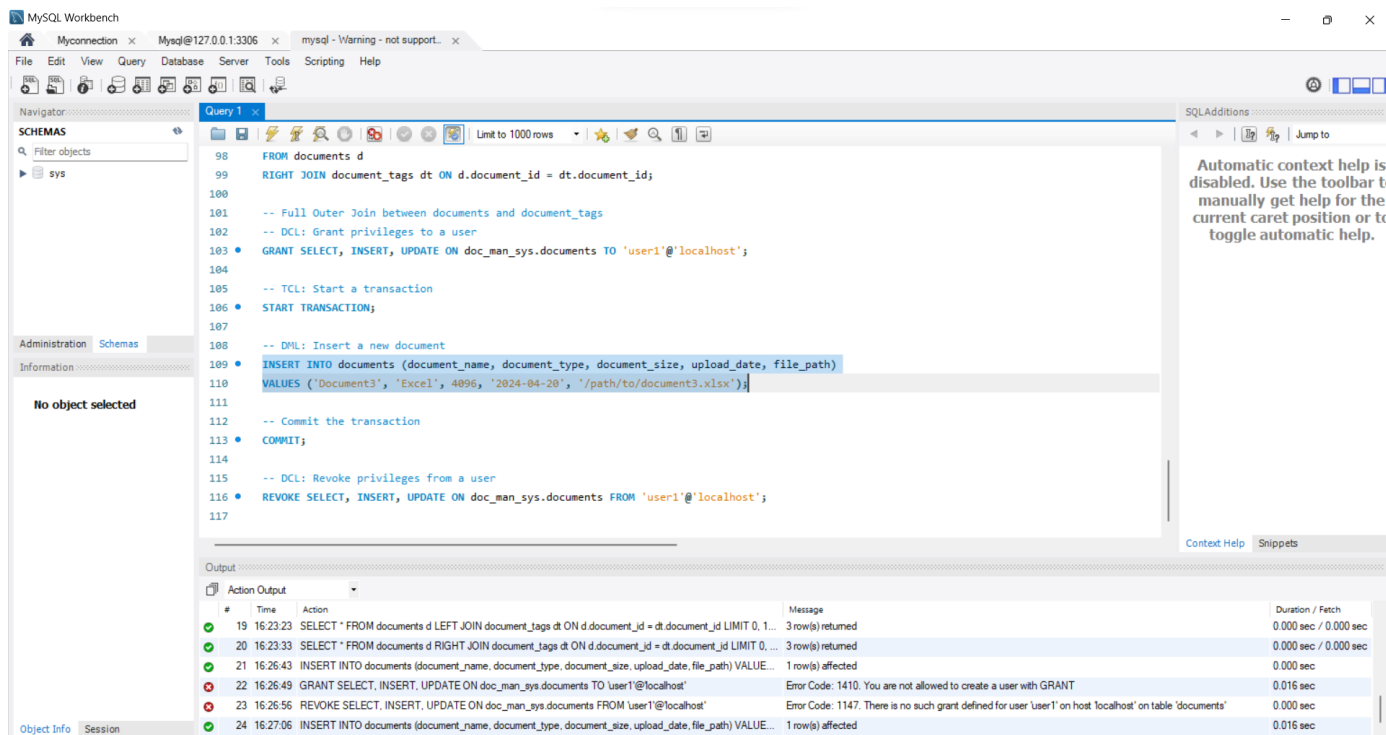 MySQL Workbench
Myconnection
Mysql@127.0.0.1:3306
mysql - Warning - not support...
File Edit View Query Database Server Tools Scripting Help
Navigator
SCHEMAS
Filter objects
sys
Administration Schemas
Information
No object selected
Object Info Session
Query 1
Limit to 1000 rows
98 FROM documents d
99 RIGHT JOIN document_tags dt ON d.document_id = dt.document_id;
100
101 -- Full Outer Join between documents and document_tags
102 -- DCL: Grant privileges to a user
103 GRANT SELECT, INSERT, UPDATE ON doc_man_sys.documents TO 'user1'@'localhost';
104
105 -- TCL: Start a transaction
106 START TRANSACTION;
107
108 -- DML: Insert a new document
109 INSERT INTO documents (document_name, document_type, document_size, upload_date, file_path)
110 VALUES ('Document3', 'Excel', 4096, '2024-04-20', '/path/to/document3.xlsx');
111
112 -- Commit the transaction
113 COMMIT;
114
115 -- DCL: Revoke privileges from a user
116 REVOKE SELECT, INSERT, UPDATE ON doc_man_sys.documents FROM 'user1'@'localhost';
117
SQLAdditions
Jump to
Automatic context help is
disabled. Use the toolbar t
manually get help for the
current caret position or to
toggle automatic help.
Context Help Snippets
Output
Action Output
# Time Action Message Duration / Fetch
19 16:23:23 SELECT * FROM documents d LEFT JOIN document_tags dt ON d.document_id = dt.document_id LIMIT 0, 1... 3 row(s) returned 0.000 sec / 0.000 sec
20 16:23:33 SELECT * FROM documents d RIGHT JOIN document_tags dt ON d.document_id = dt.document_id LIMIT 0, ... 3 row(s) returned 0.000 sec / 0.000 sec
21 16:26:43 INSERT INTO documents (document_name, document_type, document_size, upload_date, file_path) VALUE... 1 row(s) affected 0.000 sec
22 16:26:49 GRANT SELECT, INSERT, UPDATE ON doc_man_sys.documents TO 'user1'@'localhost' Error Code: 1410. You are not allowed to create a user with GRANT 0.016 sec
23 16:26:56 REVOKE SELECT, INSERT, UPDATE ON doc_man_sys.documents FROM 'user1'@'localhost' Error Code: 1147. There is no such grant defined for user 'user1' on host 'localhost' on table 'documents' 0.000 sec
24 16:27:06 INSERT INTO documents (document_name, document_type, document_size, upload_date, file_path) VALUE... 1 row(s) affected 0.016 sec